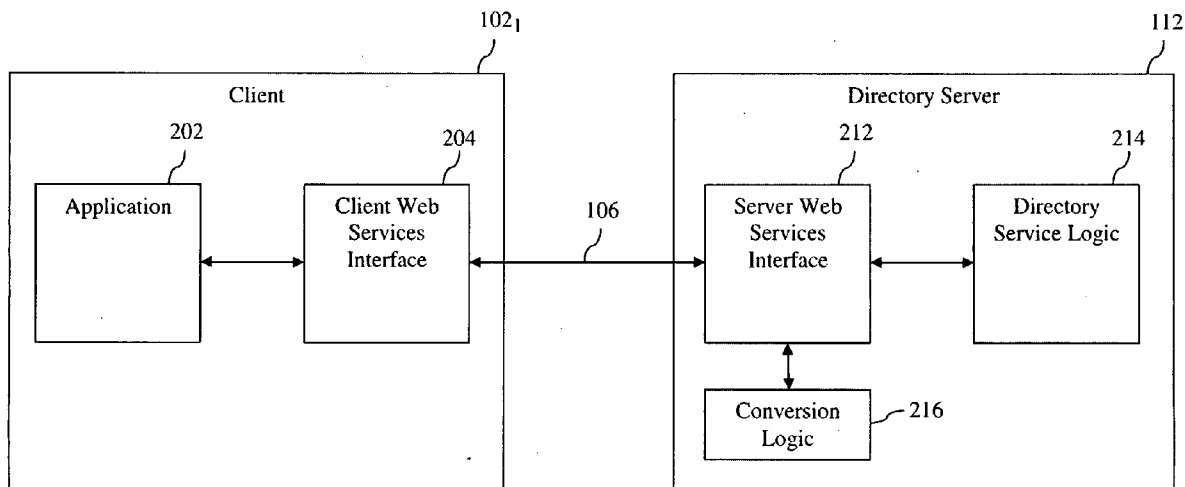 102₁
112
Client
Directory Server
202
204
212
214
Application
Client Web
Services
Interface
106
Server Web
Services
Interface
Directory
Service Logic
Conversion
Logic
216